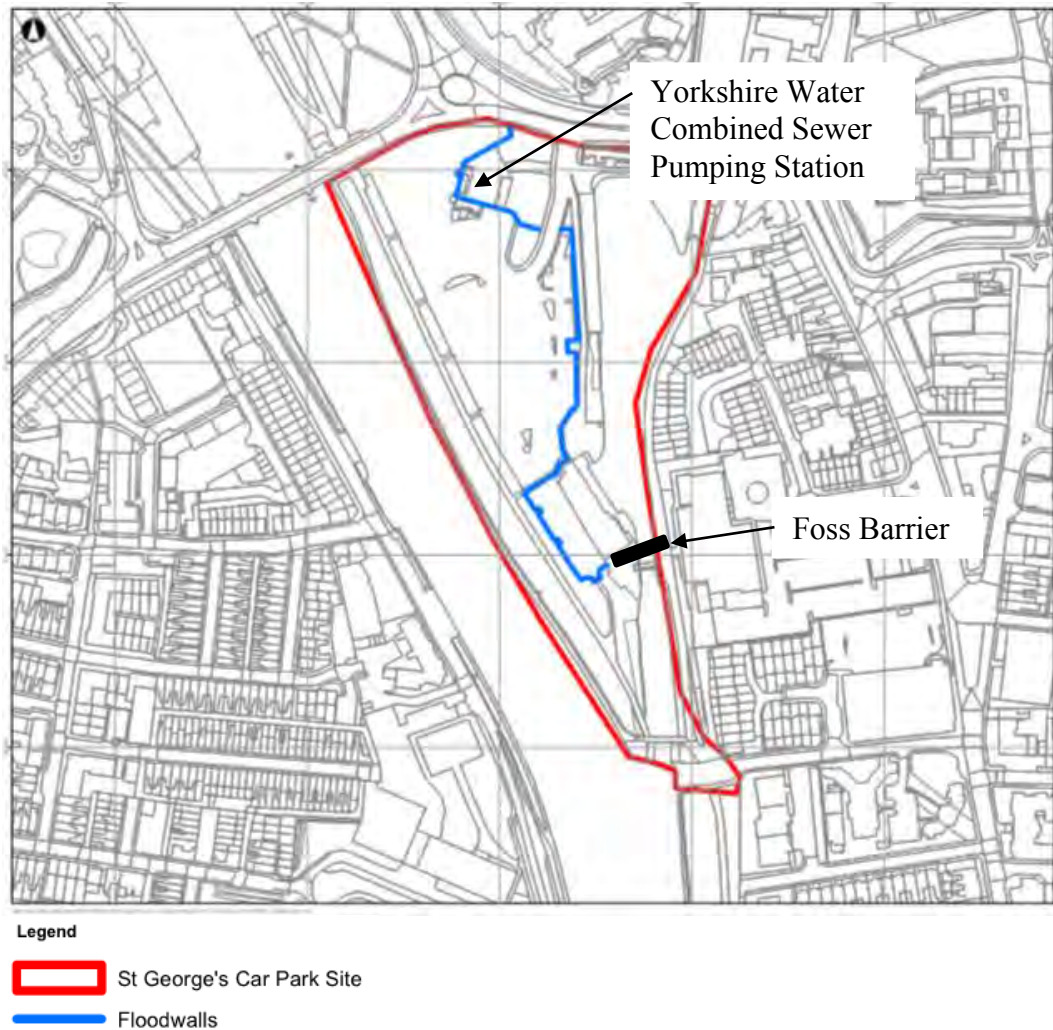 Yorkshire Water
Combined Sewer
Pumping Station
Foss Barrier
Legend
St George's Car Park Site
Floodwalls